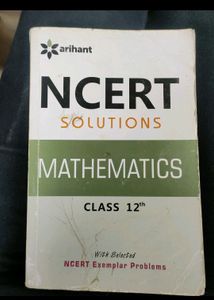 arihant
NCERT
SOLUTIONS
MATHEMATICS
CLASS 12th
With Selected
NCERT Exemplar Problems